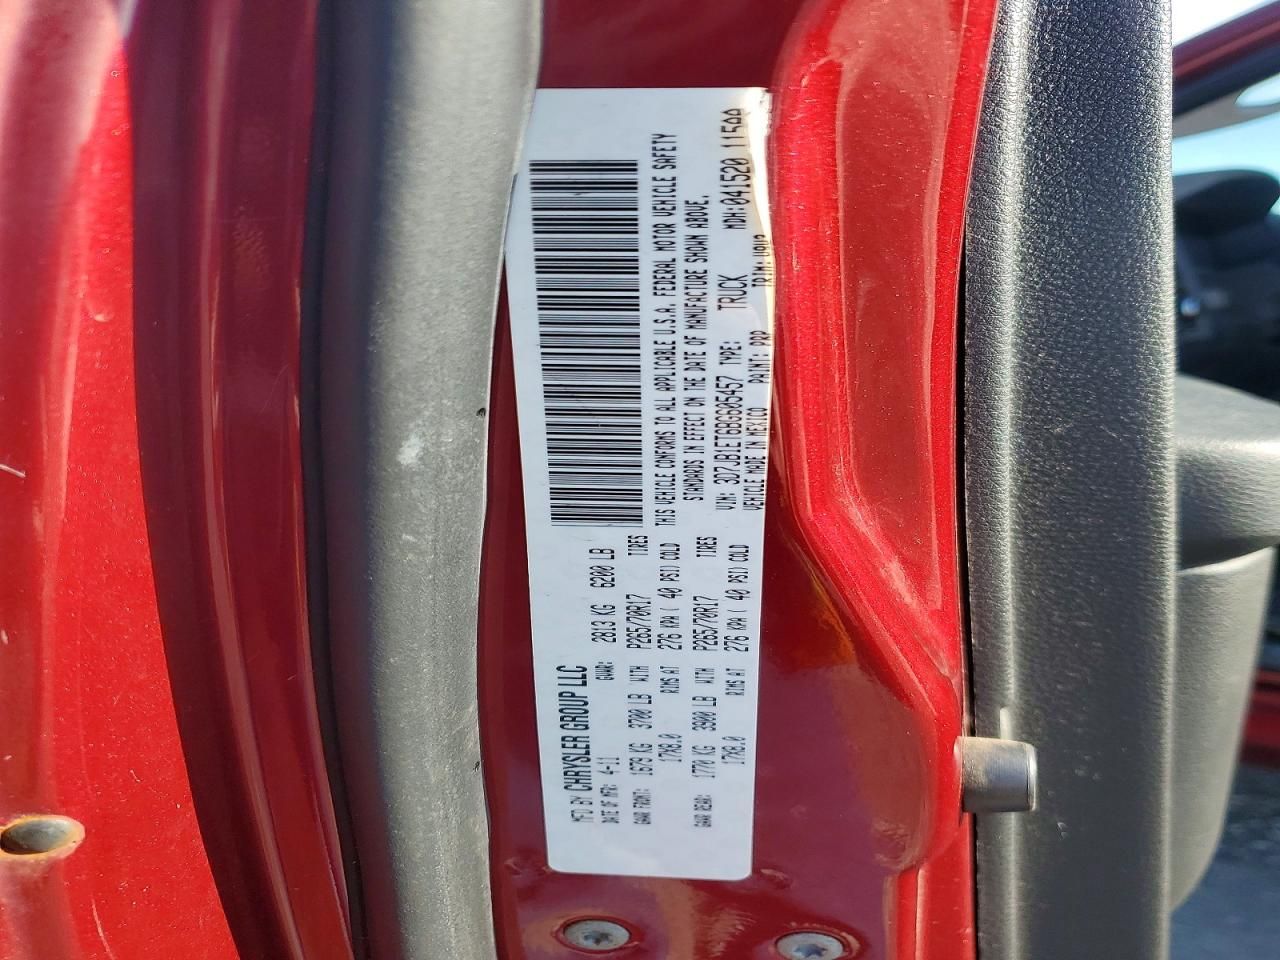 MFD BY CHRYSLER GROUP LLC
DATE OF MFR: 4-11 GVWR: 2813 KG 6200 LB
GAWR FRONT: 1679 KG 3700 LB WITH P265/70R17 TIRES
17X8.0 RIMS AT 276 KPA( 40 PSI) COLD
GAWR REAR: 1770 KG 3900 LB WITH P265/70R17 TIRES
17X8.0 RIMS AT 276 KPA( 40 PSI) COLD
THIS VEHICLE CONFORMS TO ALL APPLICABLE U.S.A. FEDERAL MOTOR VEHICLE SAFETY
STANDARDS IN EFFECT ON THE DATE OF MANUFACTURE SHOWN ABOVE.
VIN: 3D7JB1ET6BG605457 TYPE: TRUCK MDH:041520
VEHICLE MADE IN MEXICO PAINT: PRP TRIM: